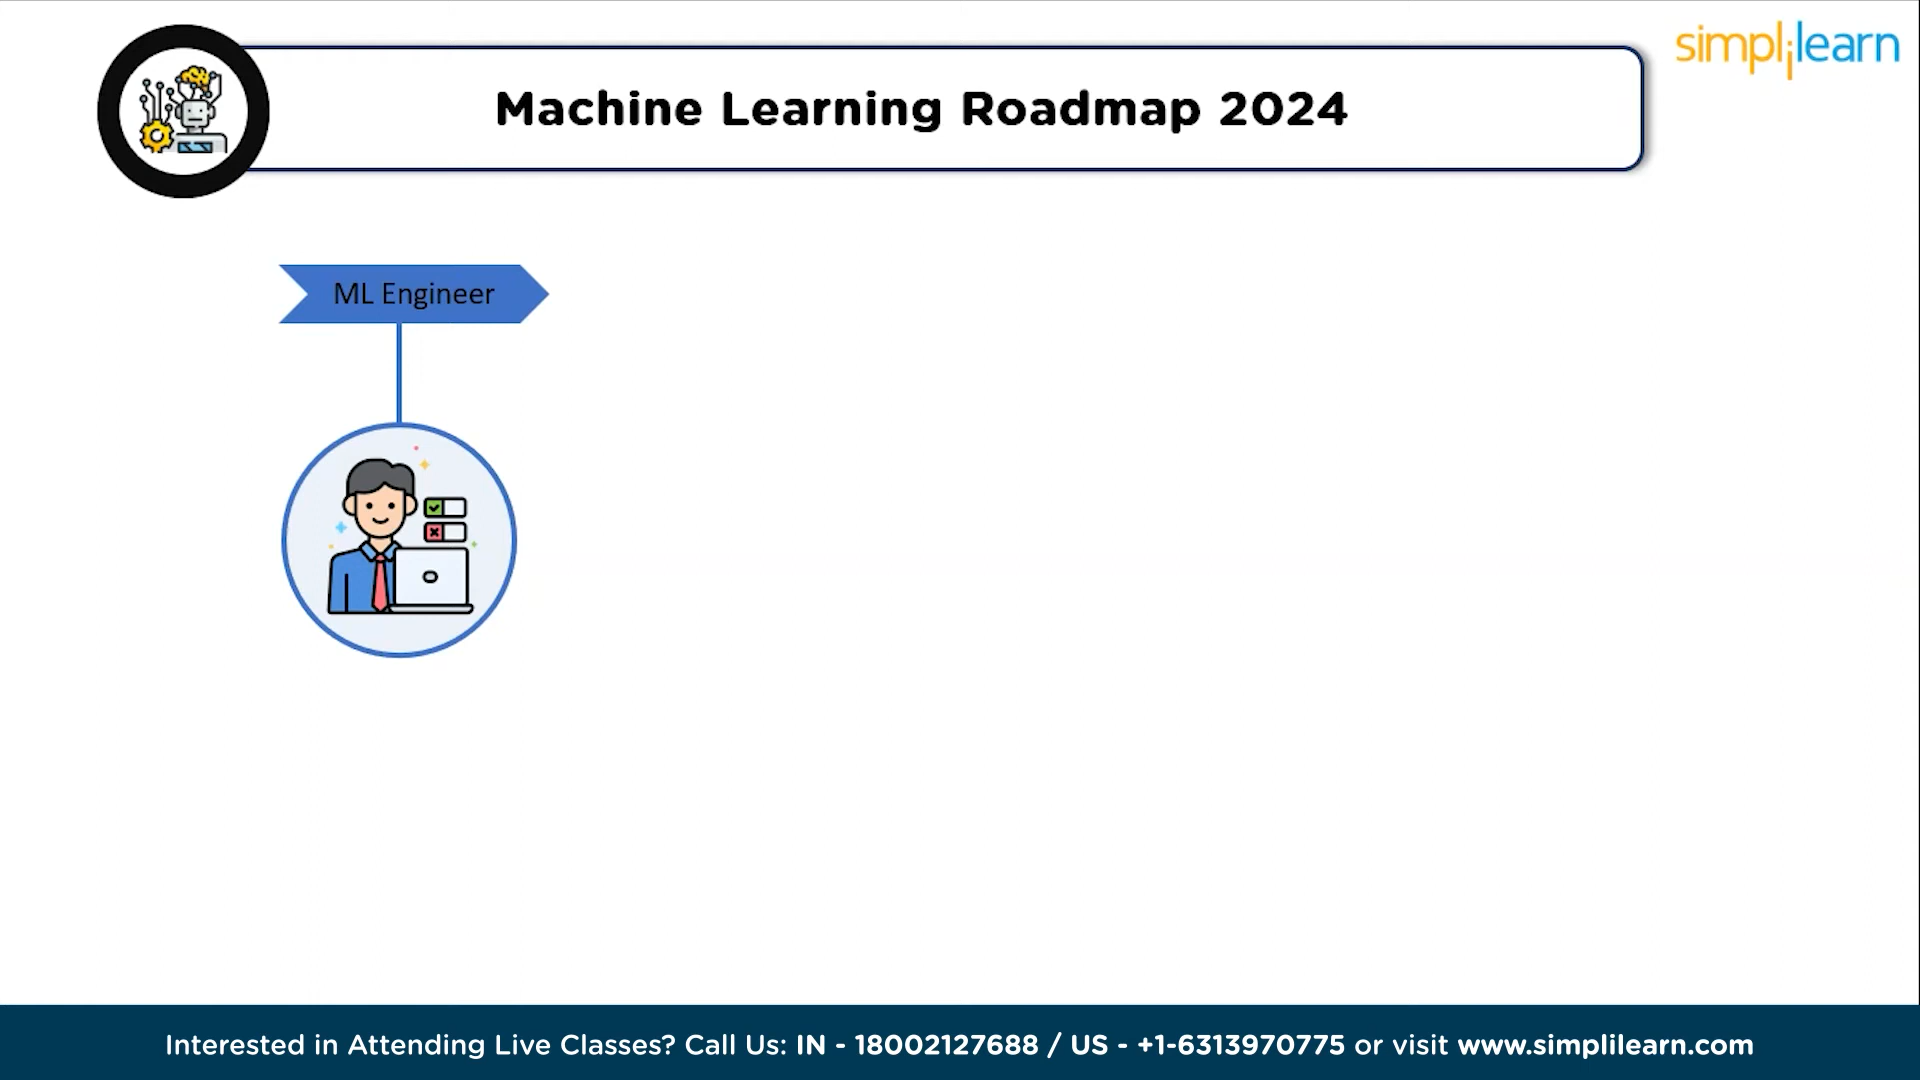 simplilearn
Machine Learning Roadmap 2024
ML Engineer
Interested in Attending Live Classes? Call Us: IN - 18002127688 / US - +1-6313970775 or visit www.simplilearn.com